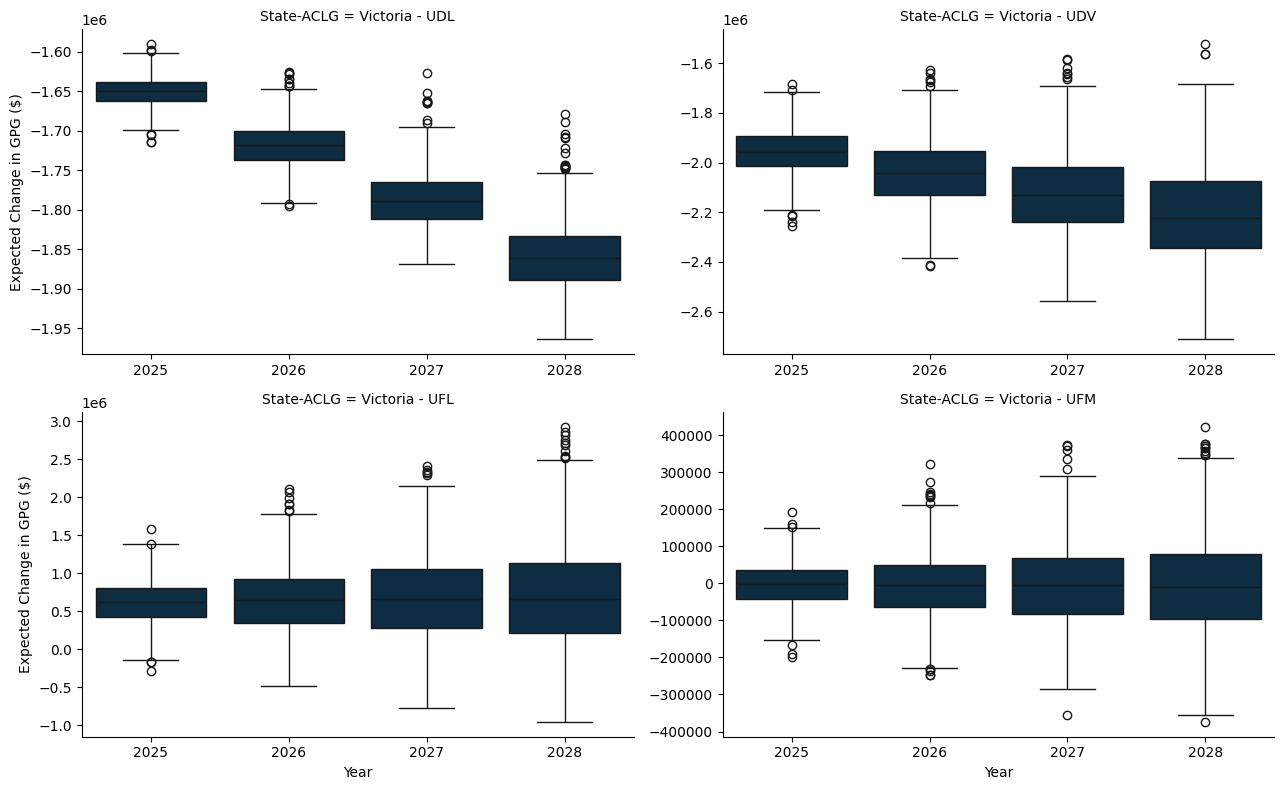 State-ACLG = Victoria - UDL
1e6
−1.60
−1.65
−1.70
−1.75
−1.80
−1.85
−1.90
−1.95
Expected Change in GPG ($)
2025 2026 2027 2028
State-ACLG = Victoria - UDV
1e6
−1.6
−1.8
−2.0
−2.2
−2.4
−2.6
2025 2026 2027 2028
State-ACLG = Victoria - UFL
1e6
3.0
2.5
2.0
1.5
1.0
0.5
0.0
−0.5
−1.0
Expected Change in GPG ($)
2025 2026 2027 2028
Year
State-ACLG = Victoria - UFM
400000
300000
200000
100000
0
−100000
−200000
−300000
−400000
2025 2026 2027 2028
Year